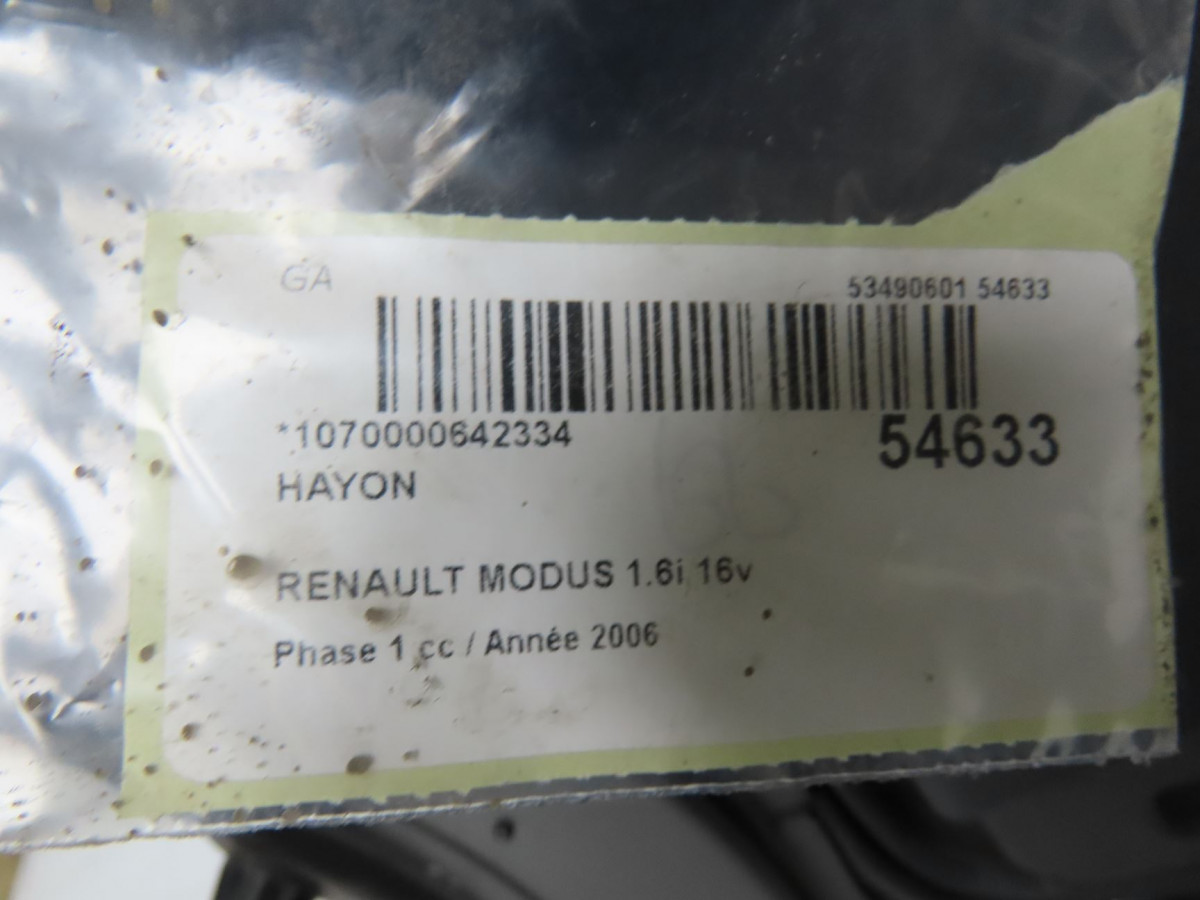 GA
53490601 54633
*1070000642334
54633
HAYON
RENAULT MODUS 1.6i 16v
Phase 1 cc / Année 2006